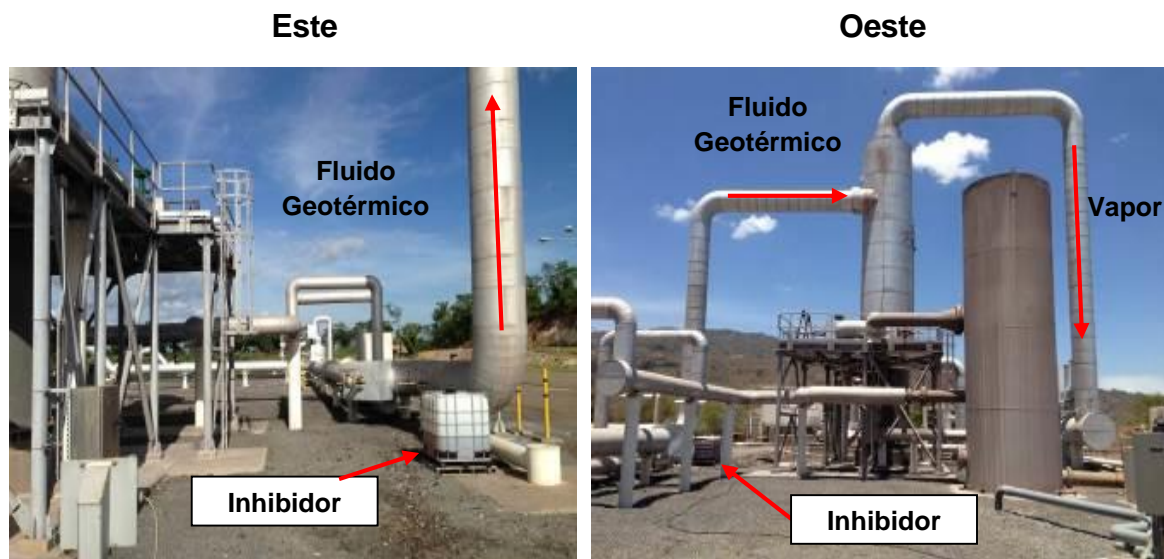 Este
Oeste
Fluido
Geotérmico
Inhibidor
Fluido
Geotérmico
Vapor
Inhibidor